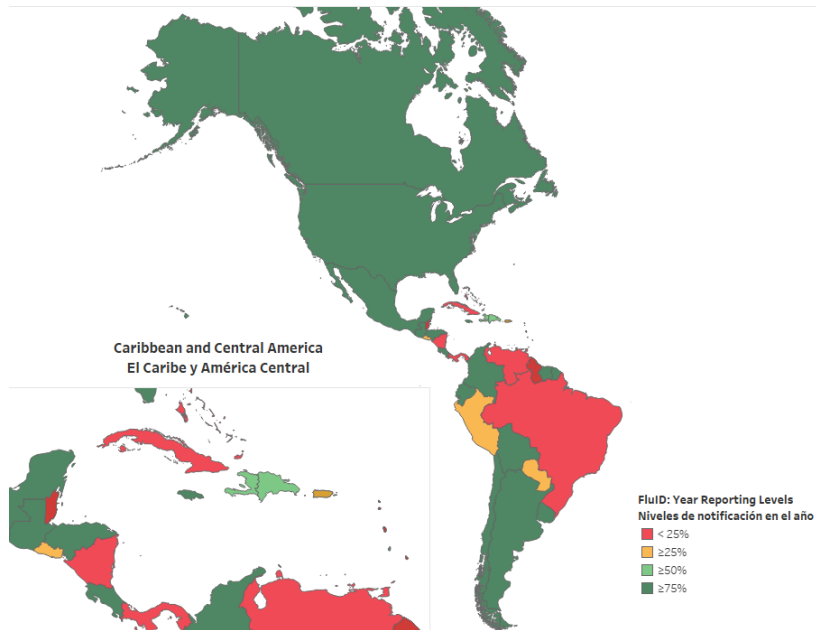 Caribbean and Central America
El Caribe y América Central
FluID: Year Reporting Levels
Niveles de notificación en el año
< 25%
≥25%
≥50%
≥75%